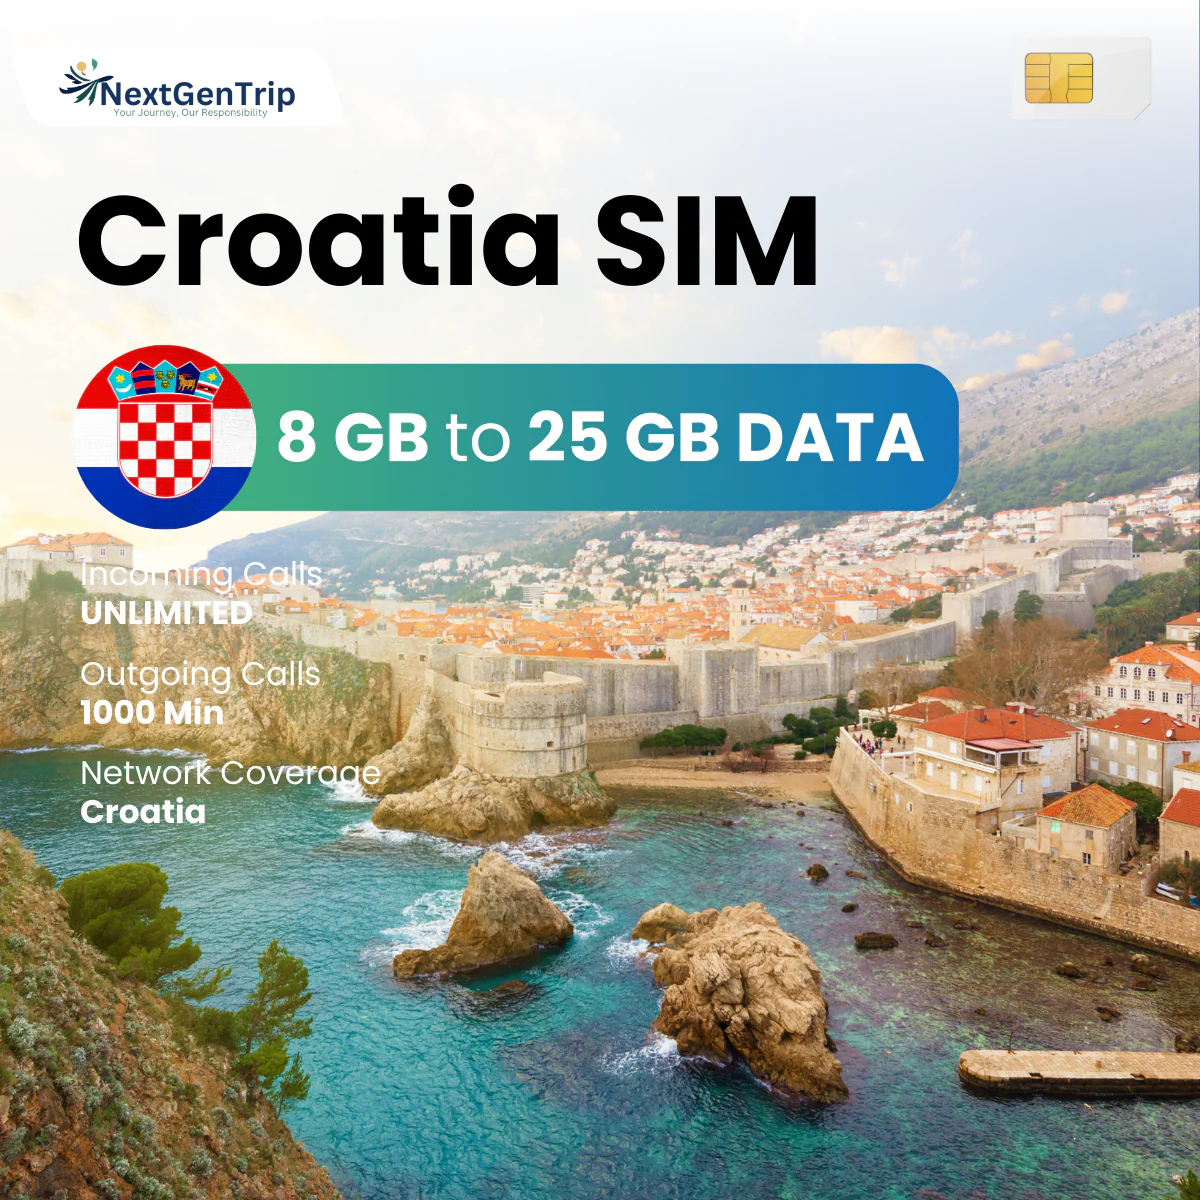 NextGenTrip
Your Journey, Our Responsibility
Croatia SIM
8 GB to 25 GB DATA
Incoming Calls
UNLIMITED
Outgoing Calls
1000 Min
Network Coverage
Croatia